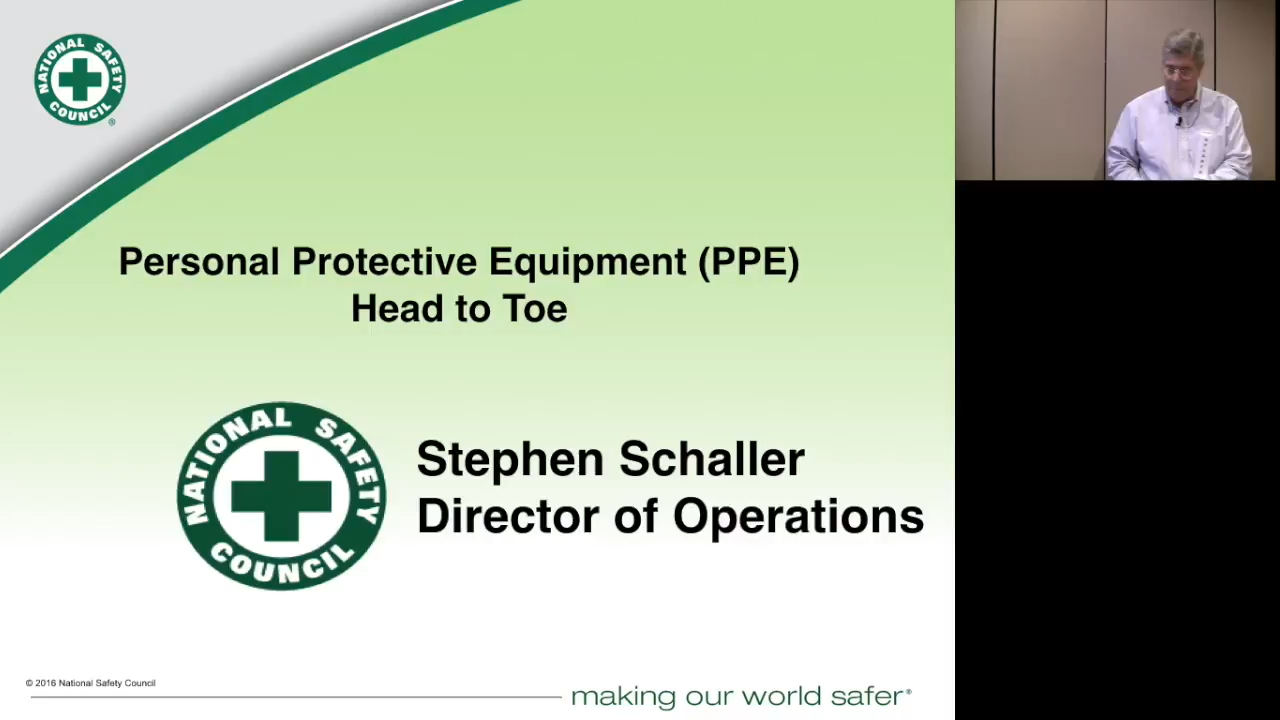 NATIONAL SAFETY COUNCIL ®
Personal Protective Equipment (PPE)
Head to Toe
NATIONAL SAFETY COUNCIL
Stephen Schaller
Director of Operations
© 2016 National Safety Council
making our world safer®